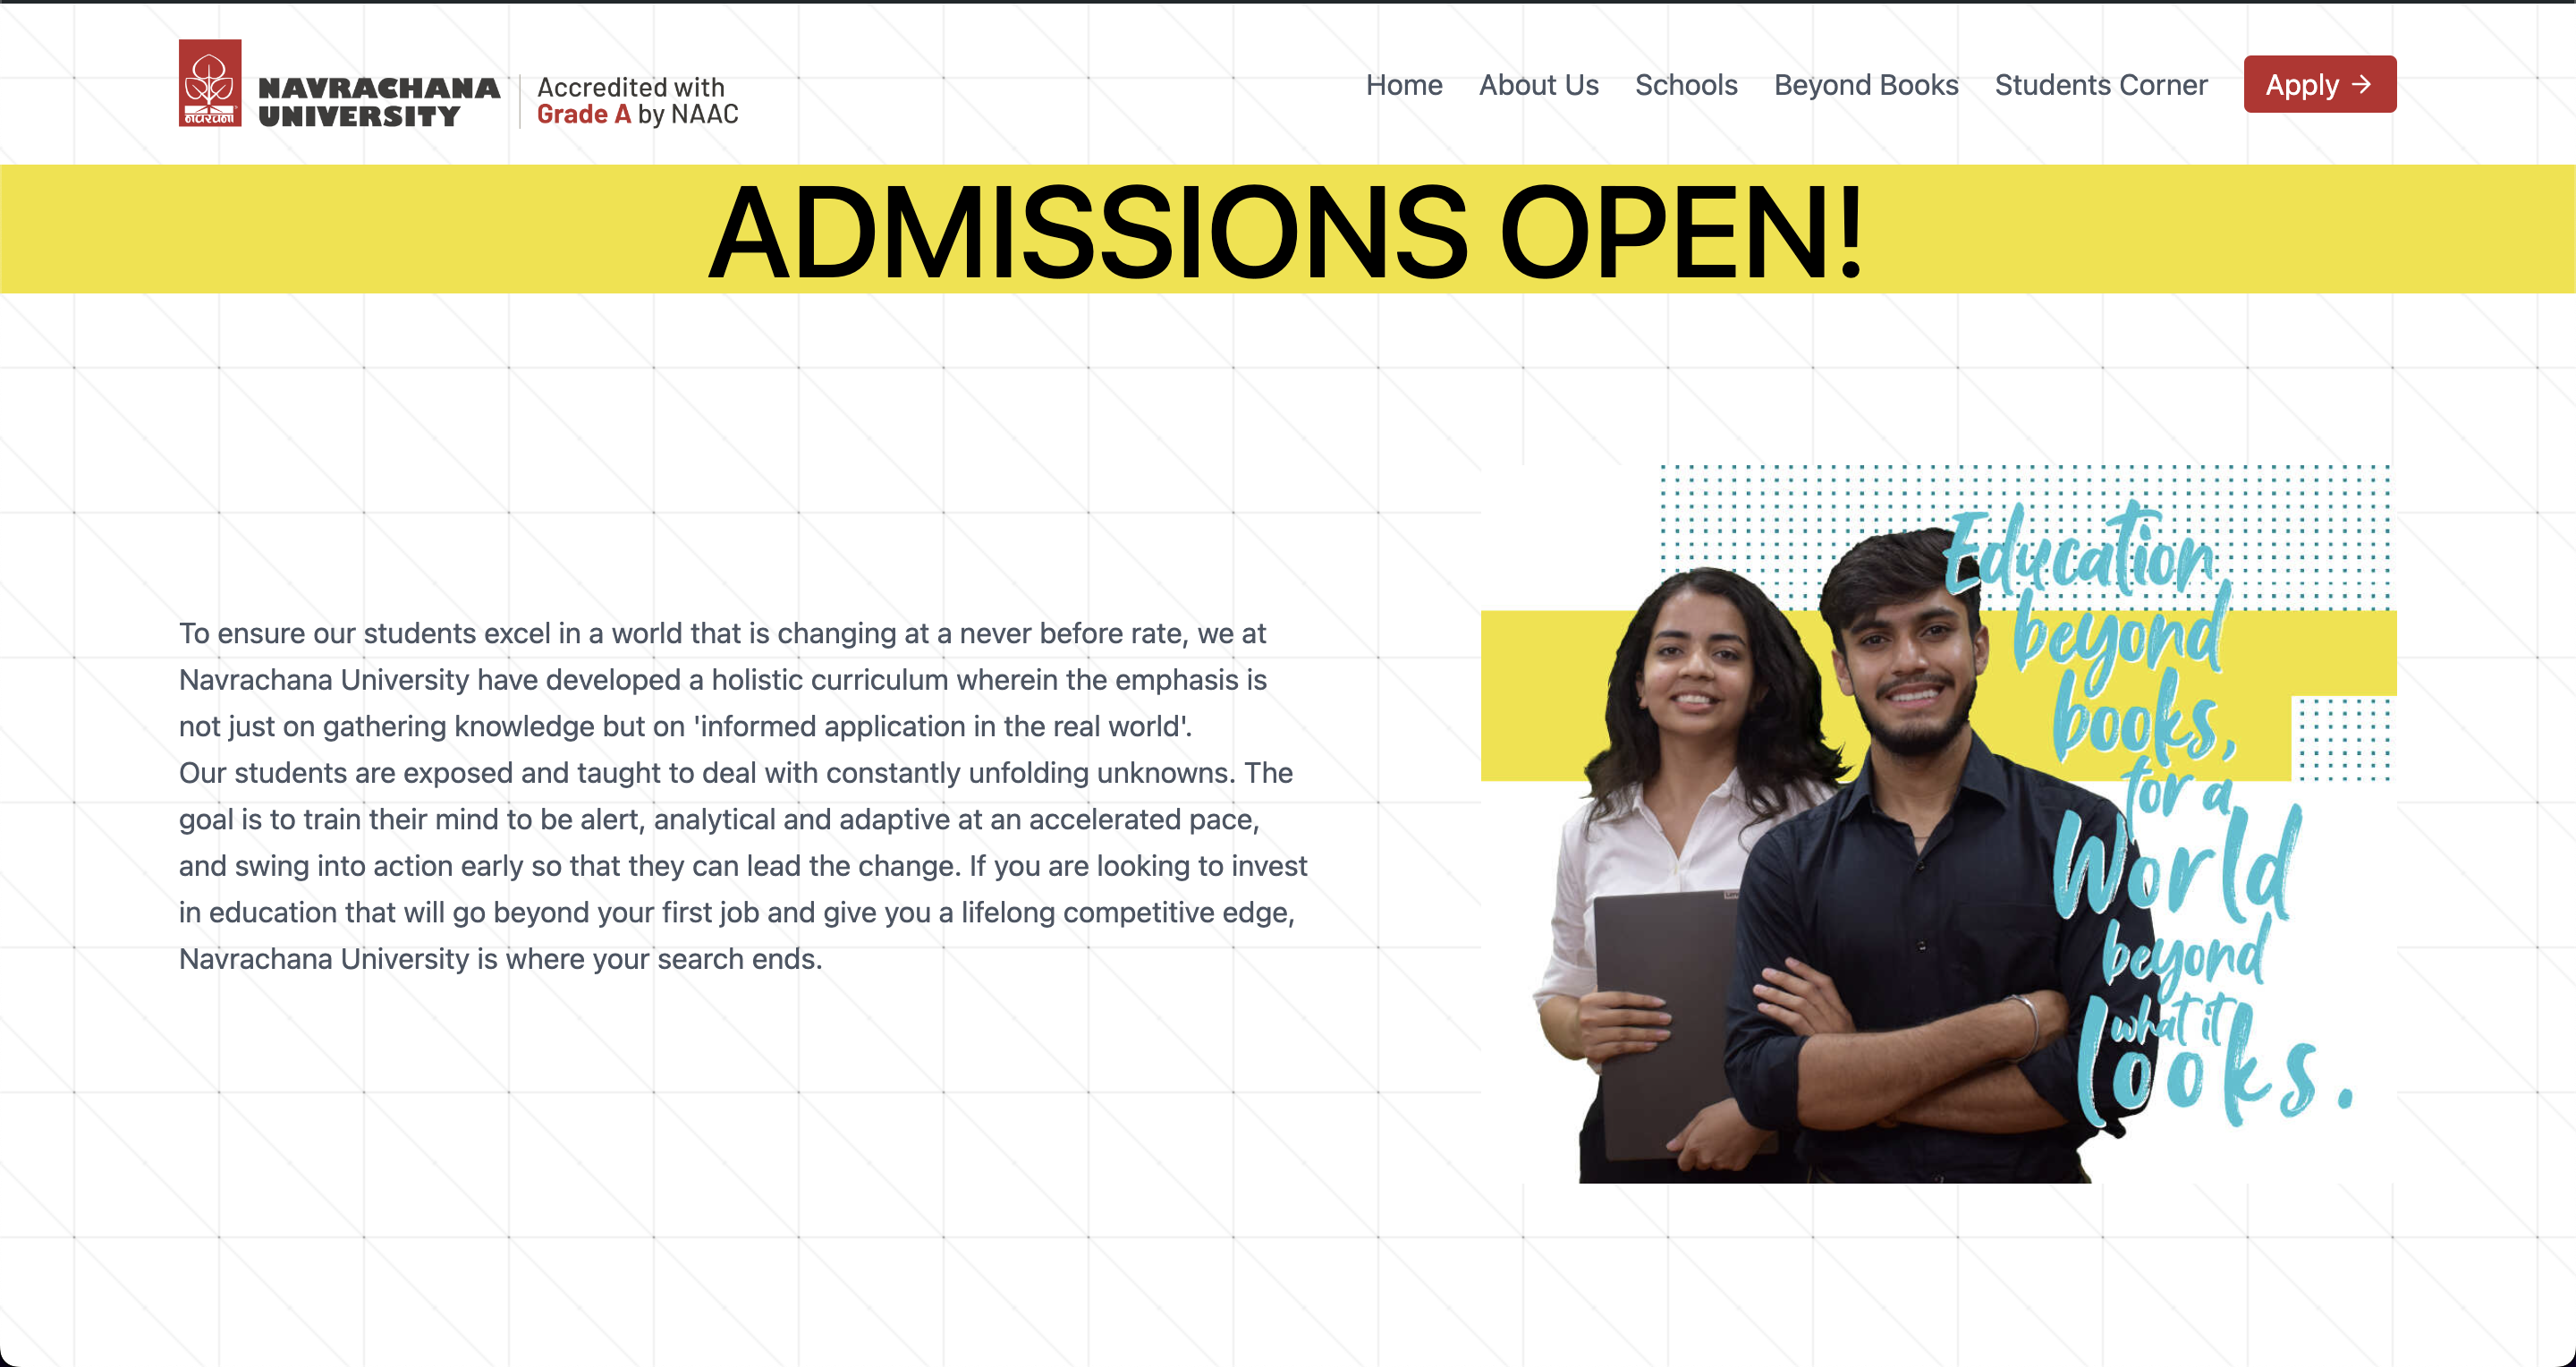 नवरचना
NAVRACHANA
UNIVERSITY
Accredited with
Grade A by NAAC
Home About Us Schools Beyond Books Students Corner Apply →
ADMISSIONS OPEN!
To ensure our students excel in a world that is changing at a never before rate, we at
Navrachana University have developed a holistic curriculum wherein the emphasis is
not just on gathering knowledge but on 'informed application in the real world'.
Our students are exposed and taught to deal with constantly unfolding unknowns. The
goal is to train their mind to be alert, analytical and adaptive at an accelerated pace,
and swing into action early so that they can lead the change. If you are looking to invest
in education that will go beyond your first job and give you a lifelong competitive edge,
Navrachana University is where your search ends.
Education
beyond
books,
for a
World
beyond
what it
looks.